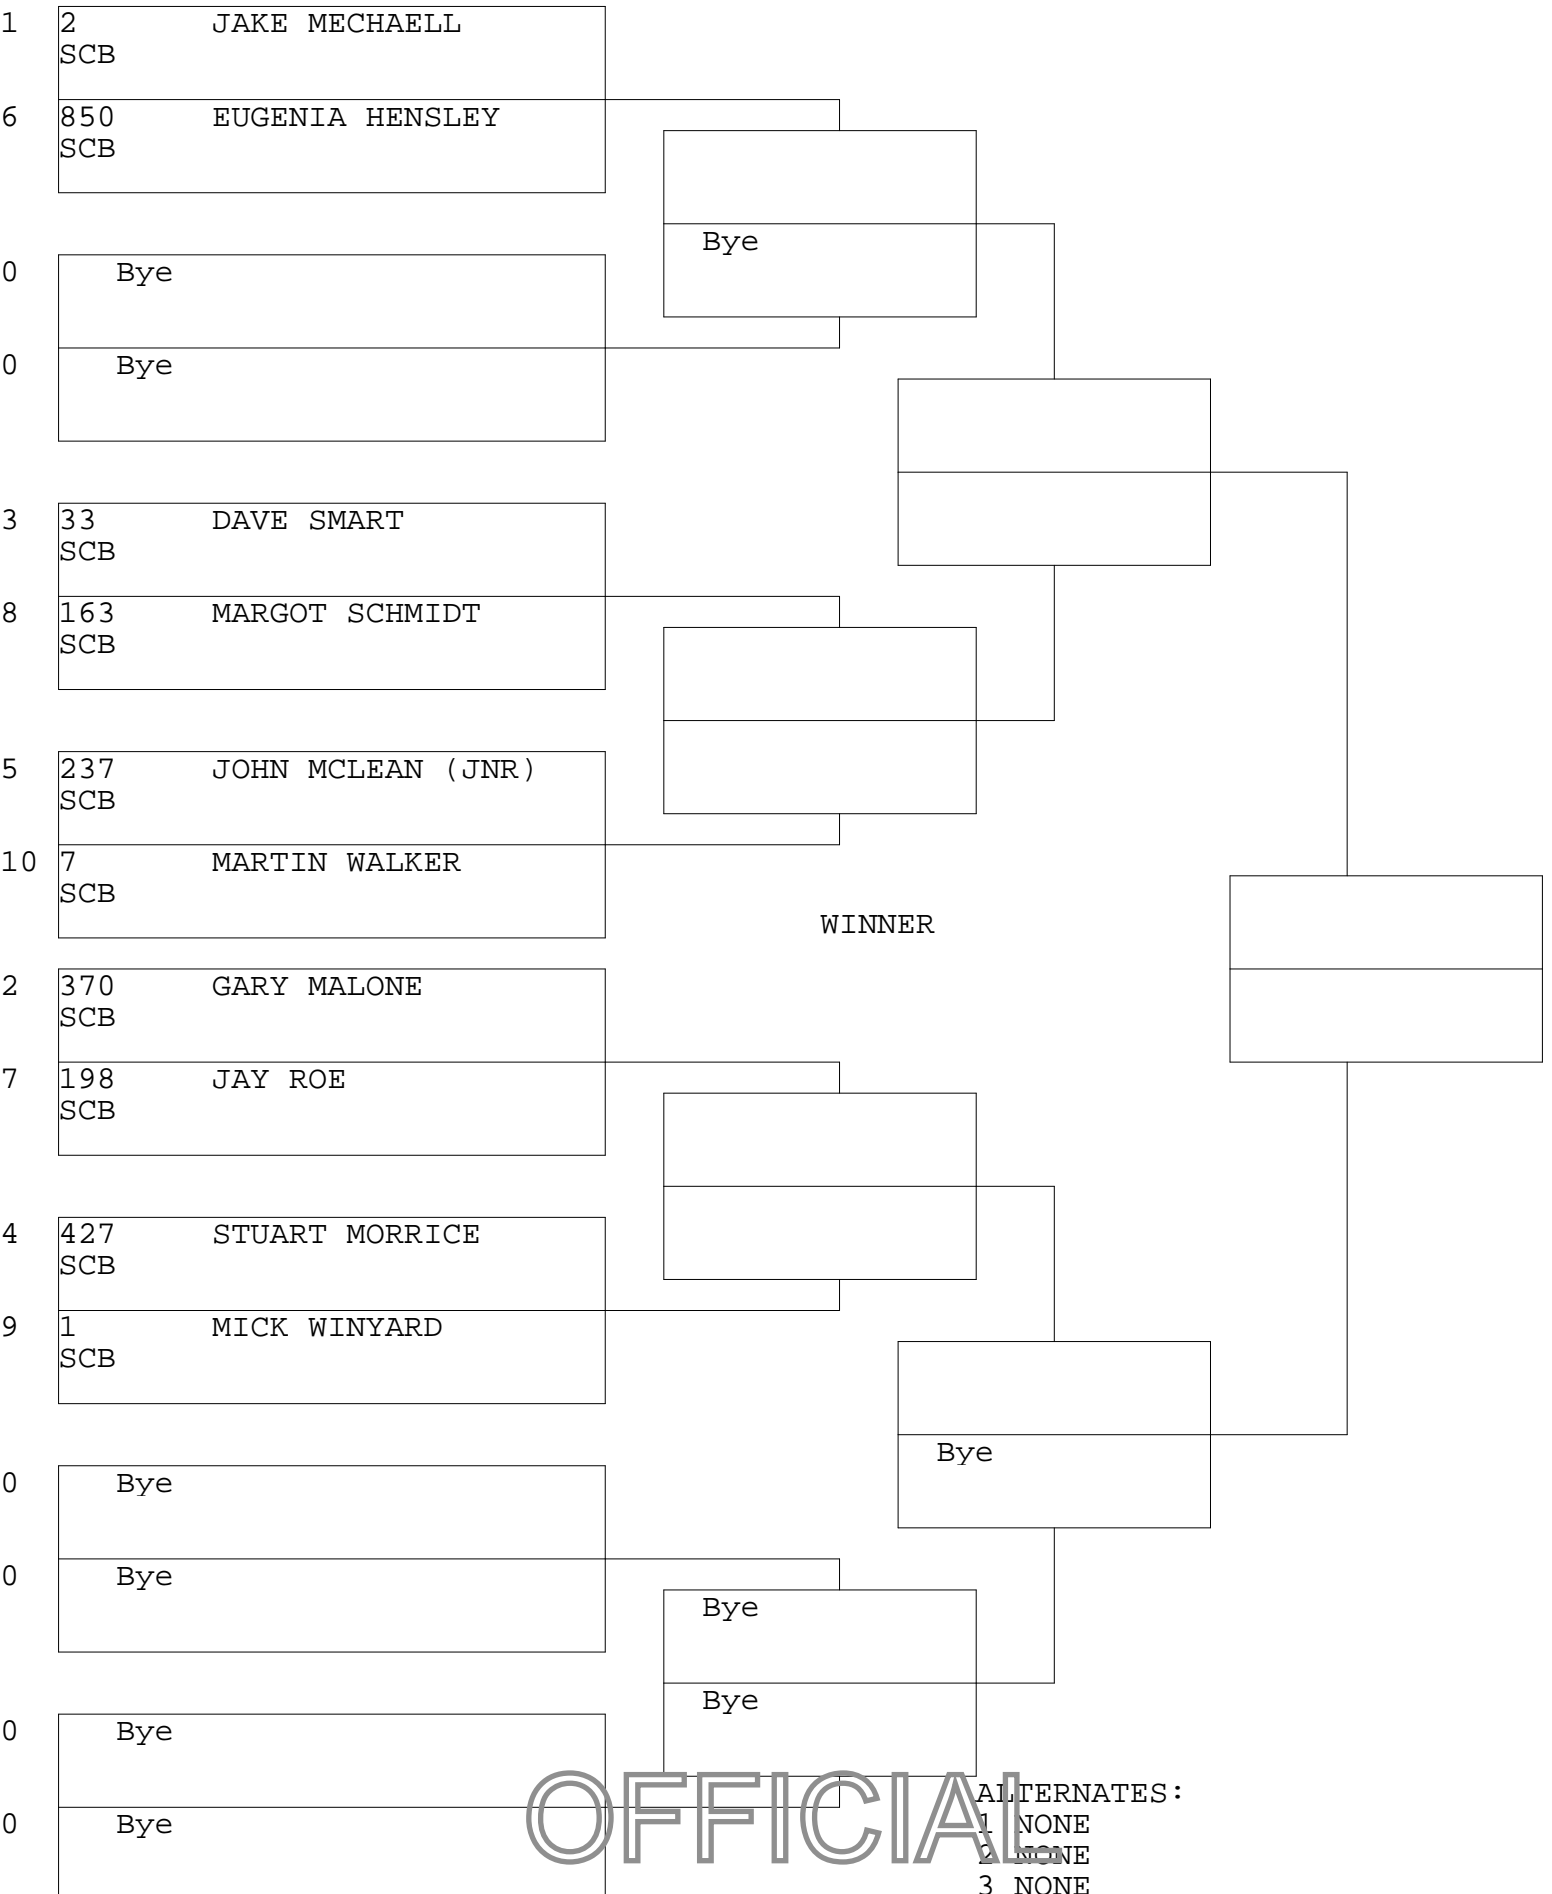 1 2 JAKE MECHAELL
SCB
6 850 EUGENIA HENSLEY
SCB
Bye
0 Bye
0 Bye
3 33 DAVE SMART
SCB
8 163 MARGOT SCHMIDT
SCB
5 237 JOHN MCLEAN (JNR)
SCB
10 7 MARTIN WALKER
SCB
WINNER
2 370 GARY MALONE
SCB
7 198 JAY ROE
SCB
4 427 STUART MORRICE
SCB
9 1 MICK WINYARD
SCB
Bye
0 Bye
0 Bye
Bye
Bye
0 Bye
0 Bye
OFFICIAL
ALTERNATES:
1 NONE
2 NONE
3 NONE